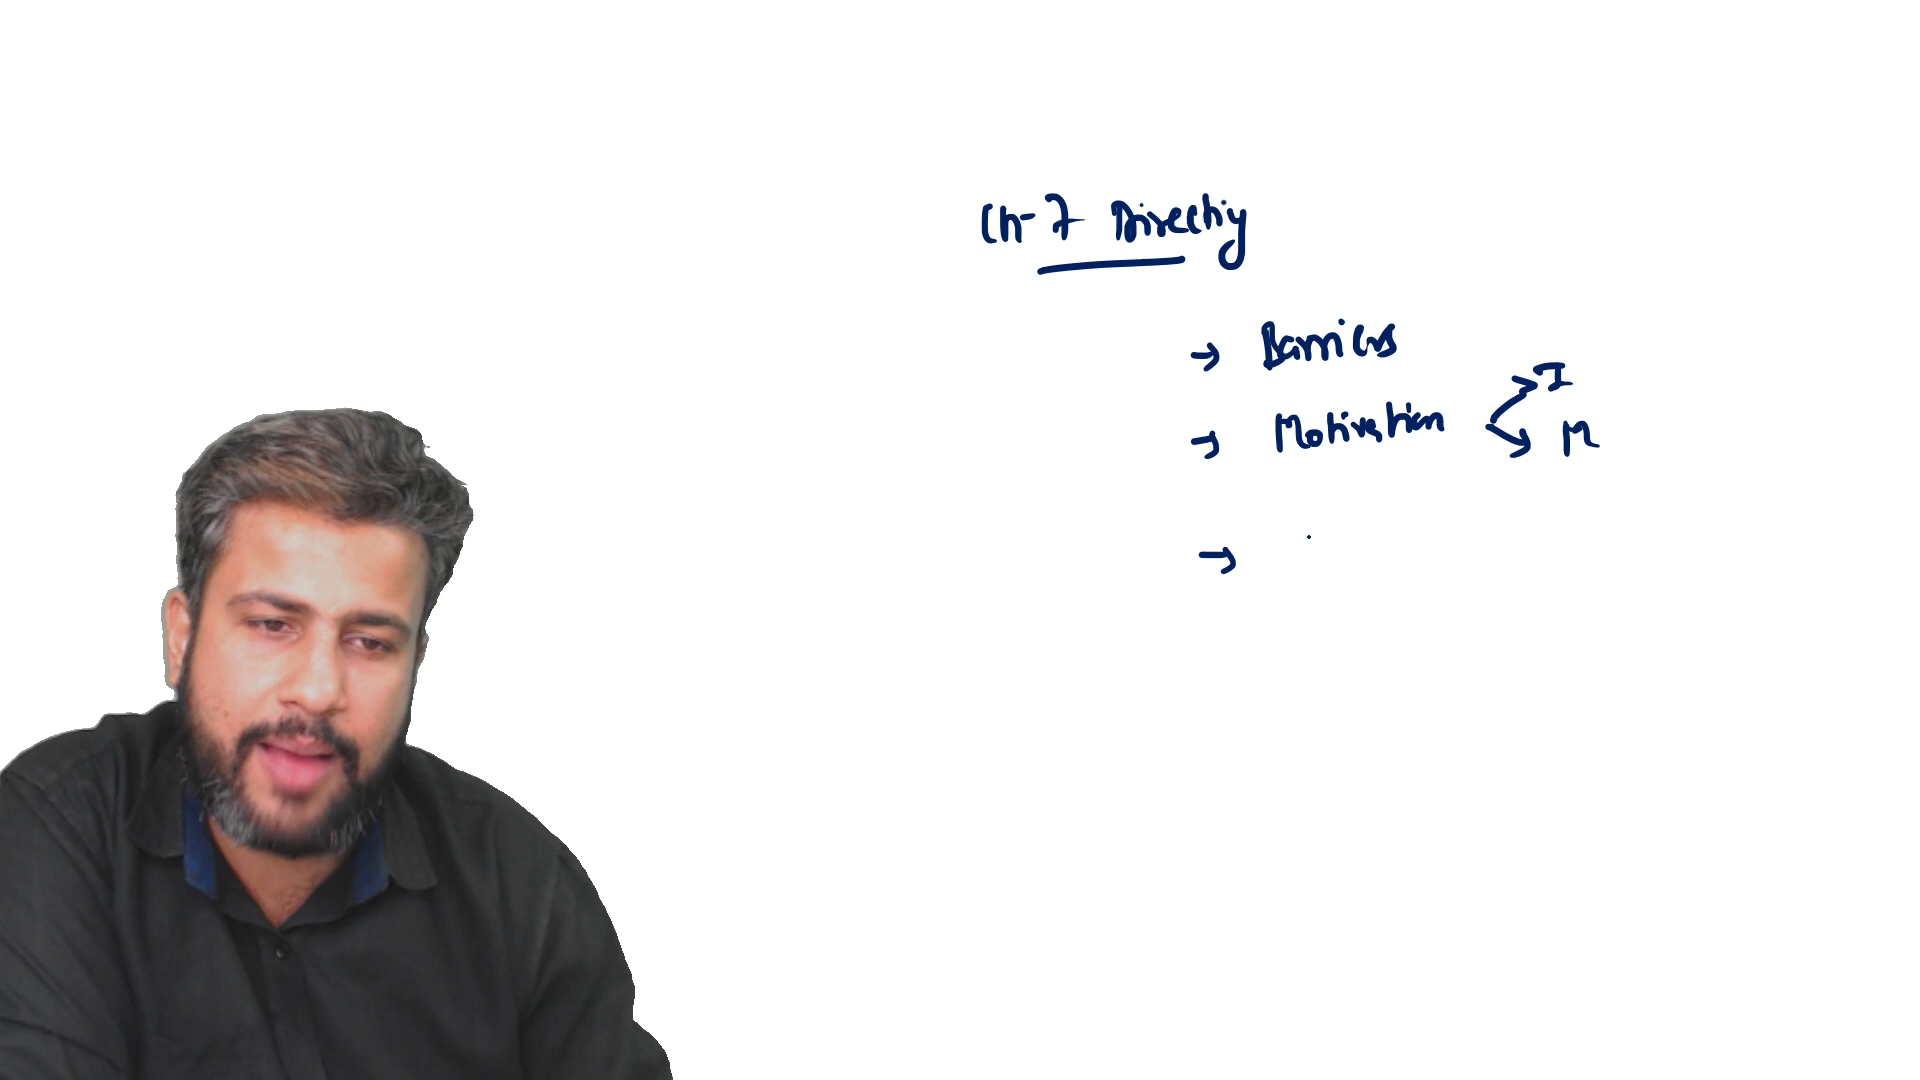 Ch-7 Directing
→ Barriers
→ Motivation → I
→ M
→